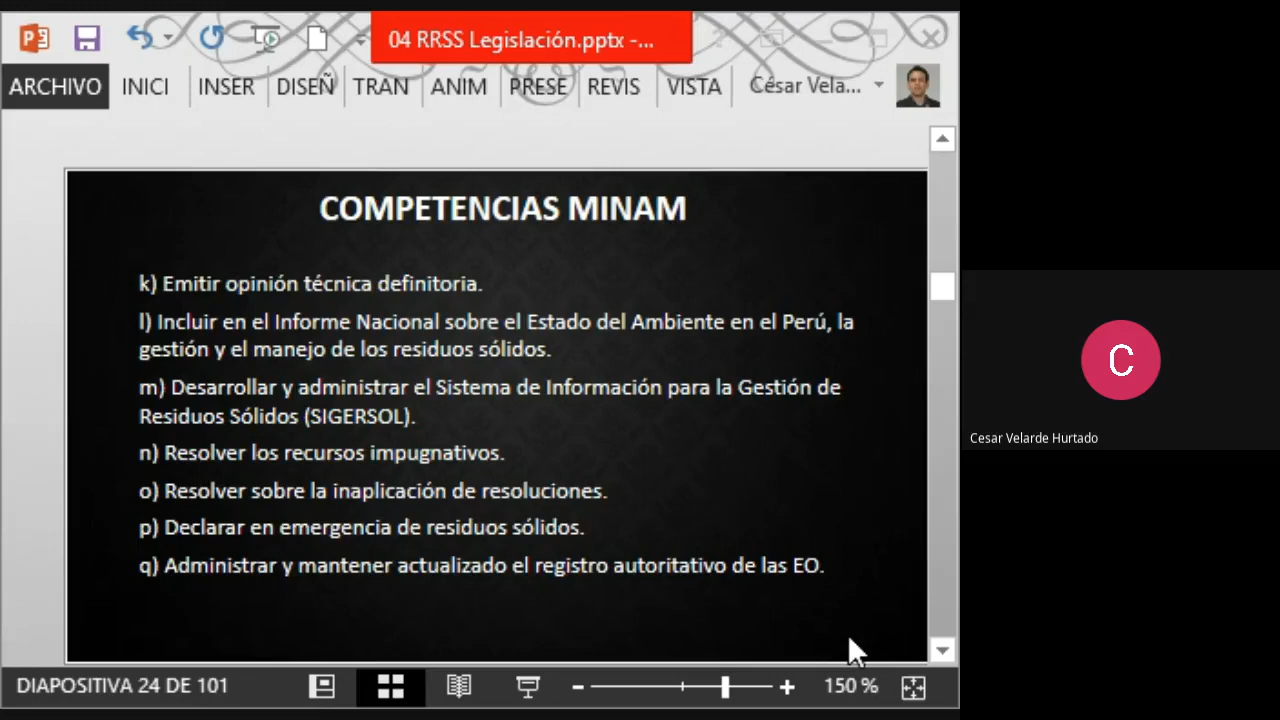 04 RRSS Legislación.pptx -...
ARCHIVO INICI INSER DISEÑ TRAN ANIM PRESE REVIS VISTA César Vela...
COMPETENCIAS MINAM
k) Emitir opinión técnica definitoria.
l) Incluir en el Informe Nacional sobre el Estado del Ambiente en el Perú, la
gestión y el manejo de los residuos sólidos.
m) Desarrollar y administrar el Sistema de Información para la Gestión de
Residuos Sólidos (SIGERSOL).
n) Resolver los recursos impugnativos.
o) Resolver sobre la inaplicación de resoluciones.
p) Declarar en emergencia de residuos sólidos.
q) Administrar y mantener actualizado el registro autoritativo de las EO.
DIAPOSITIVA 24 DE 101
150 %
C
Cesar Velarde Hurtado